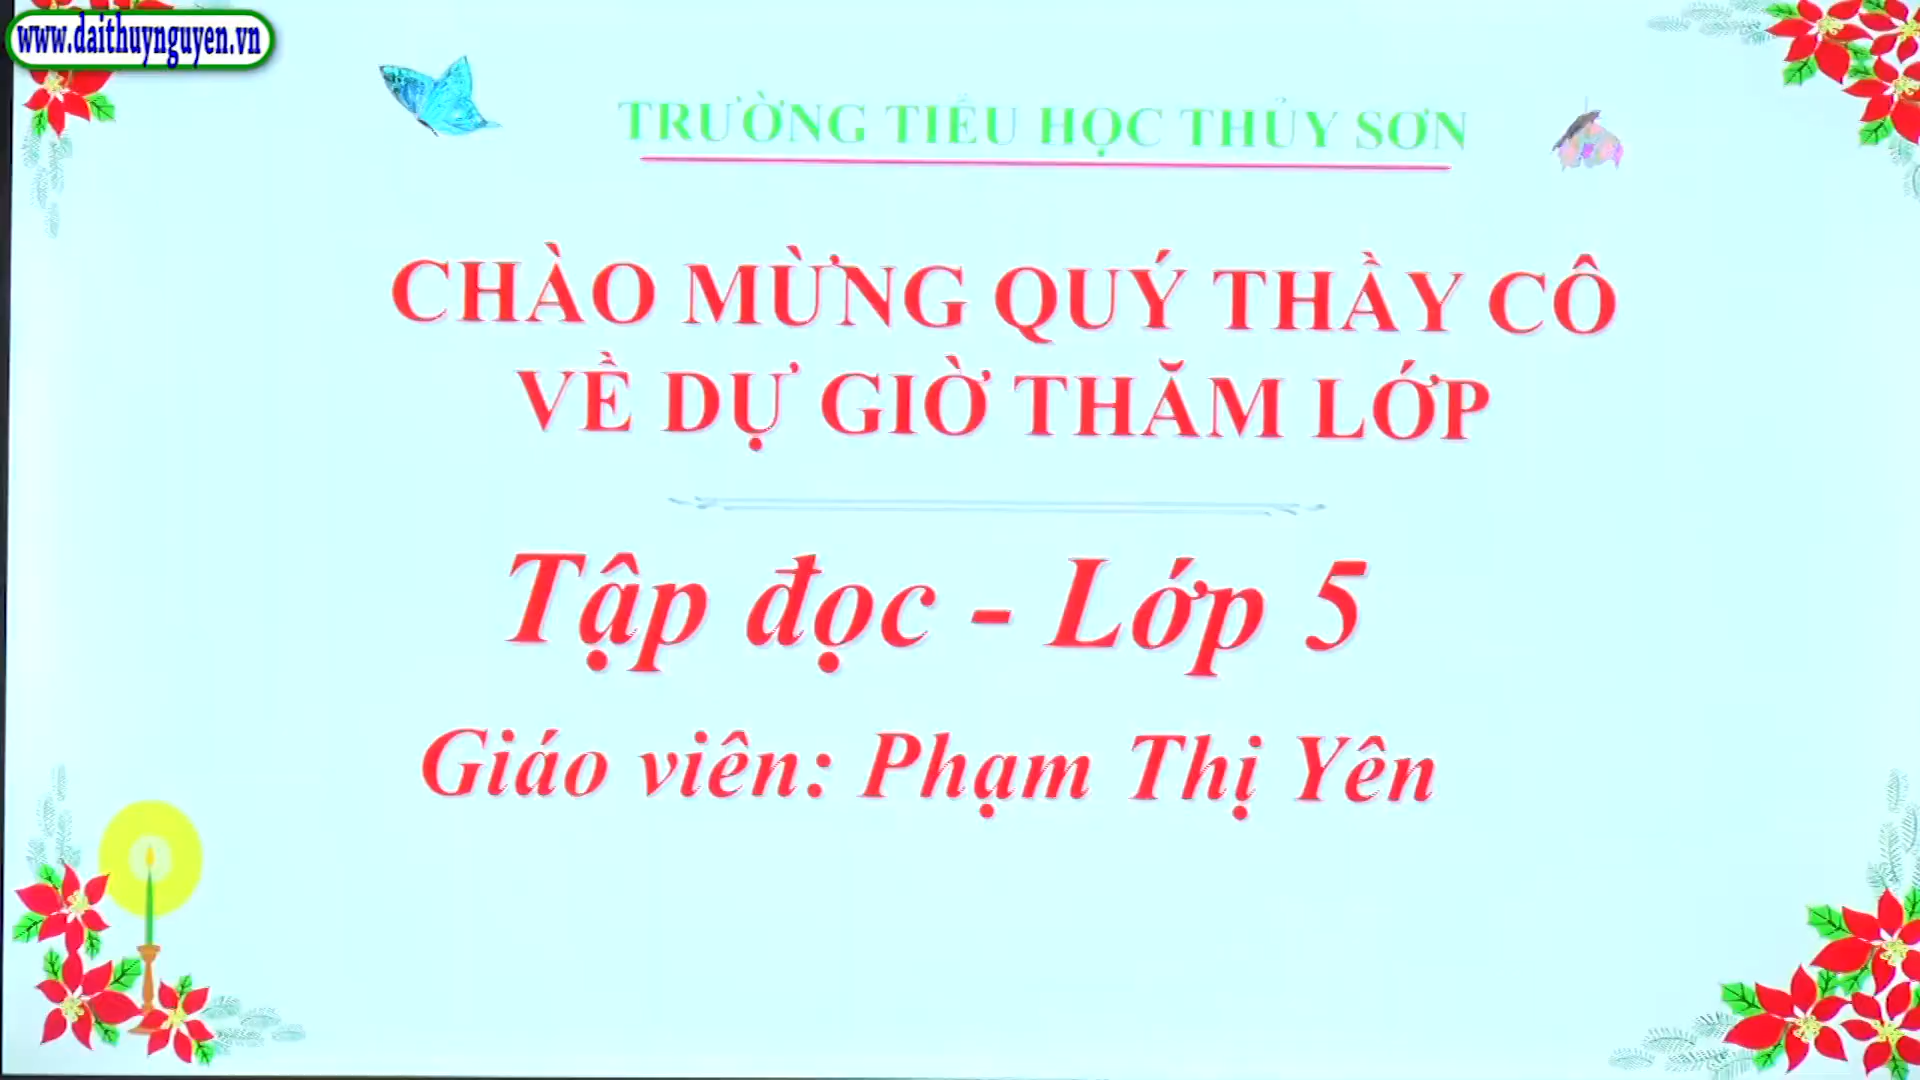 www.daithuynguyen.vn
TRƯỜNG TIỂU HỌC THỦY SƠN
CHÀO MỪNG QUÝ THẦY CÔ
VỀ DỰ GIỜ THĂM LỚP
Tập đọc - Lớp 5
Giáo viên: Phạm Thị Yên